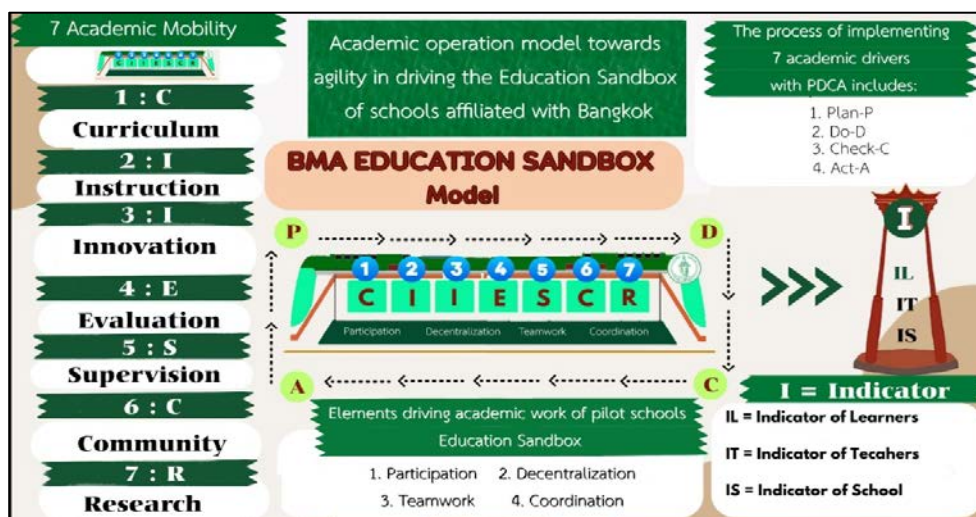 7 Academic Mobility
C I I E S C R
1 : C
Curriculum
2 : I
Instruction
3 : I
Innovation
4 : E
Evaluation
5 : S
Supervision
6 : C
Community
7 : R
Research
Academic operation model towards
agility in driving the Education Sandbox
of schools affiliated with Bangkok
BMA EDUCATION SANDBOX
Model
P
D
1 2 3 4 5 6 7
C I I E S C R
Participation Decentralization Teamwork Coordination
A
C
Elements driving academic work of pilot schools
Education Sandbox
1. Participation 2. Decentralization
3. Teamwork 4. Coordination
The process of implementing
7 academic drivers
with PDCA includes:
1. Plan-P
2. Do-D
3. Check-C
4. Act-A
I
IL
IT
IS
I = Indicator
IL = Indicator of Learners
IT = Indicator of Tecahers
IS = Indicator of School